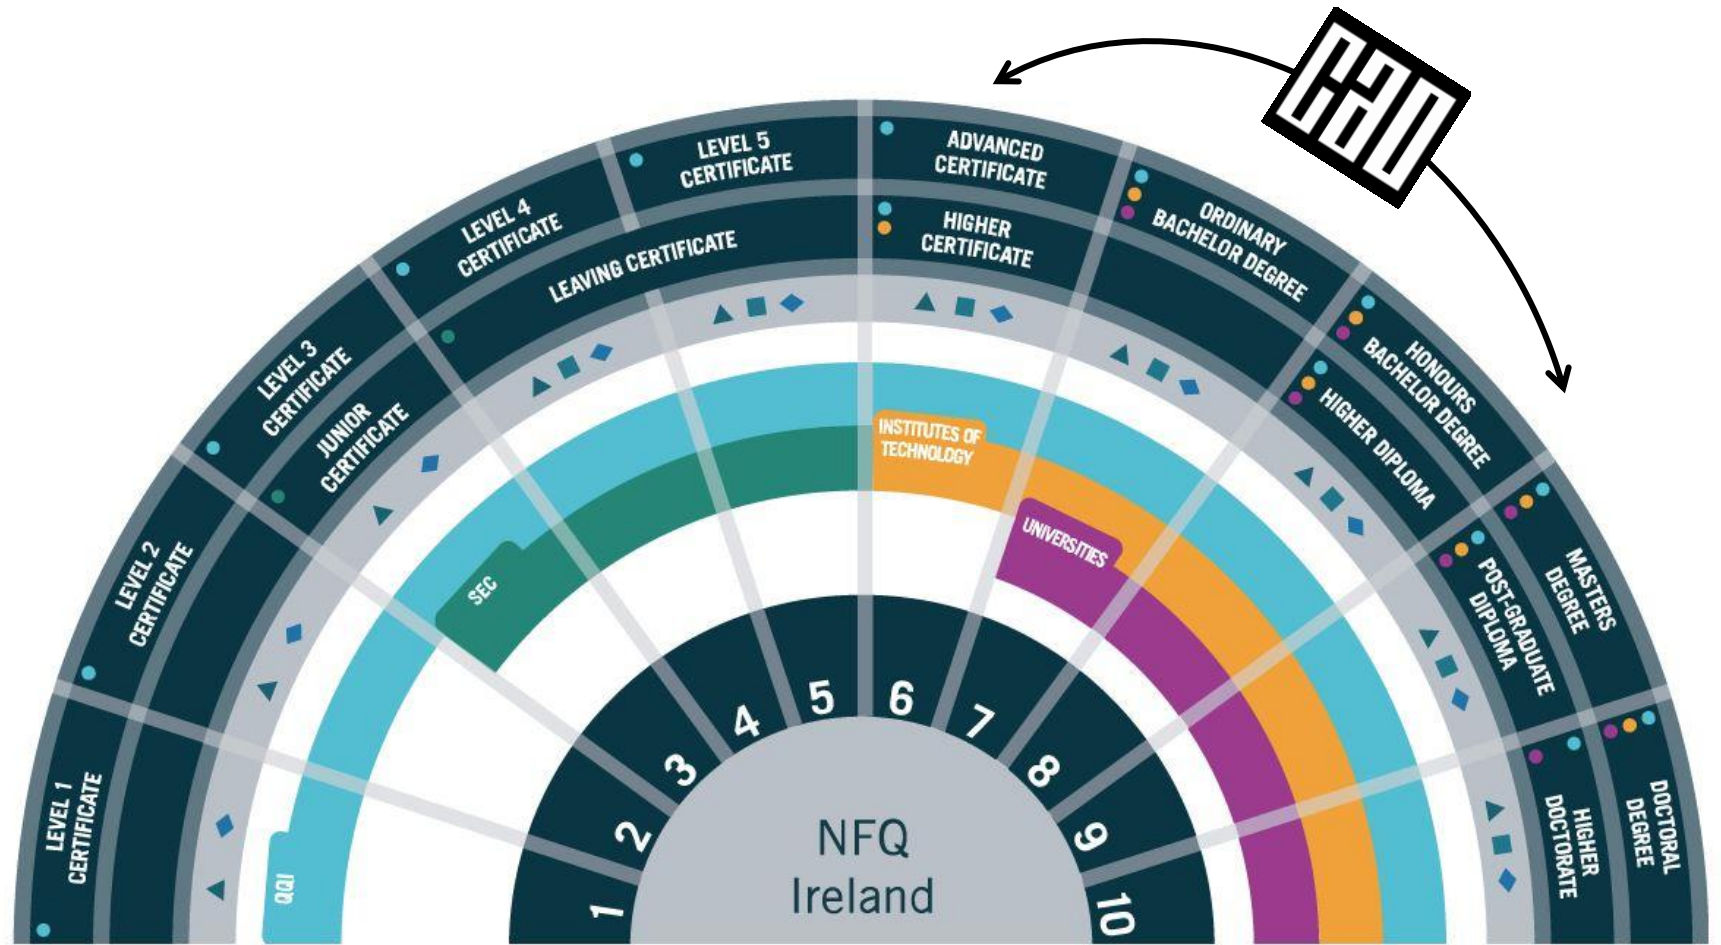 cao
LEVEL 1
CERTIFICATE
LEVEL 2
CERTIFICATE
LEVEL 3
CERTIFICATE
JUNIOR
CERTIFICATE
LEVEL 4
CERTIFICATE
LEVEL 5
CERTIFICATE
LEAVING CERTIFICATE
ADVANCED
CERTIFICATE
HIGHER
CERTIFICATE
ORDINARY
BACHELOR DEGREE
HONOURS
BACHELOR DEGREE
HIGHER DIPLOMA
MASTERS
DEGREE
POST-GRADUATE
DIPLOMA
DOCTORAL
DEGREE
HIGHER
DOCTORATE
QQI
SEC
INSTITUTES OF
TECHNOLOGY
UNIVERSITIES
1
2
3
4
5
6
7
8
9
10
NFQ
Ireland